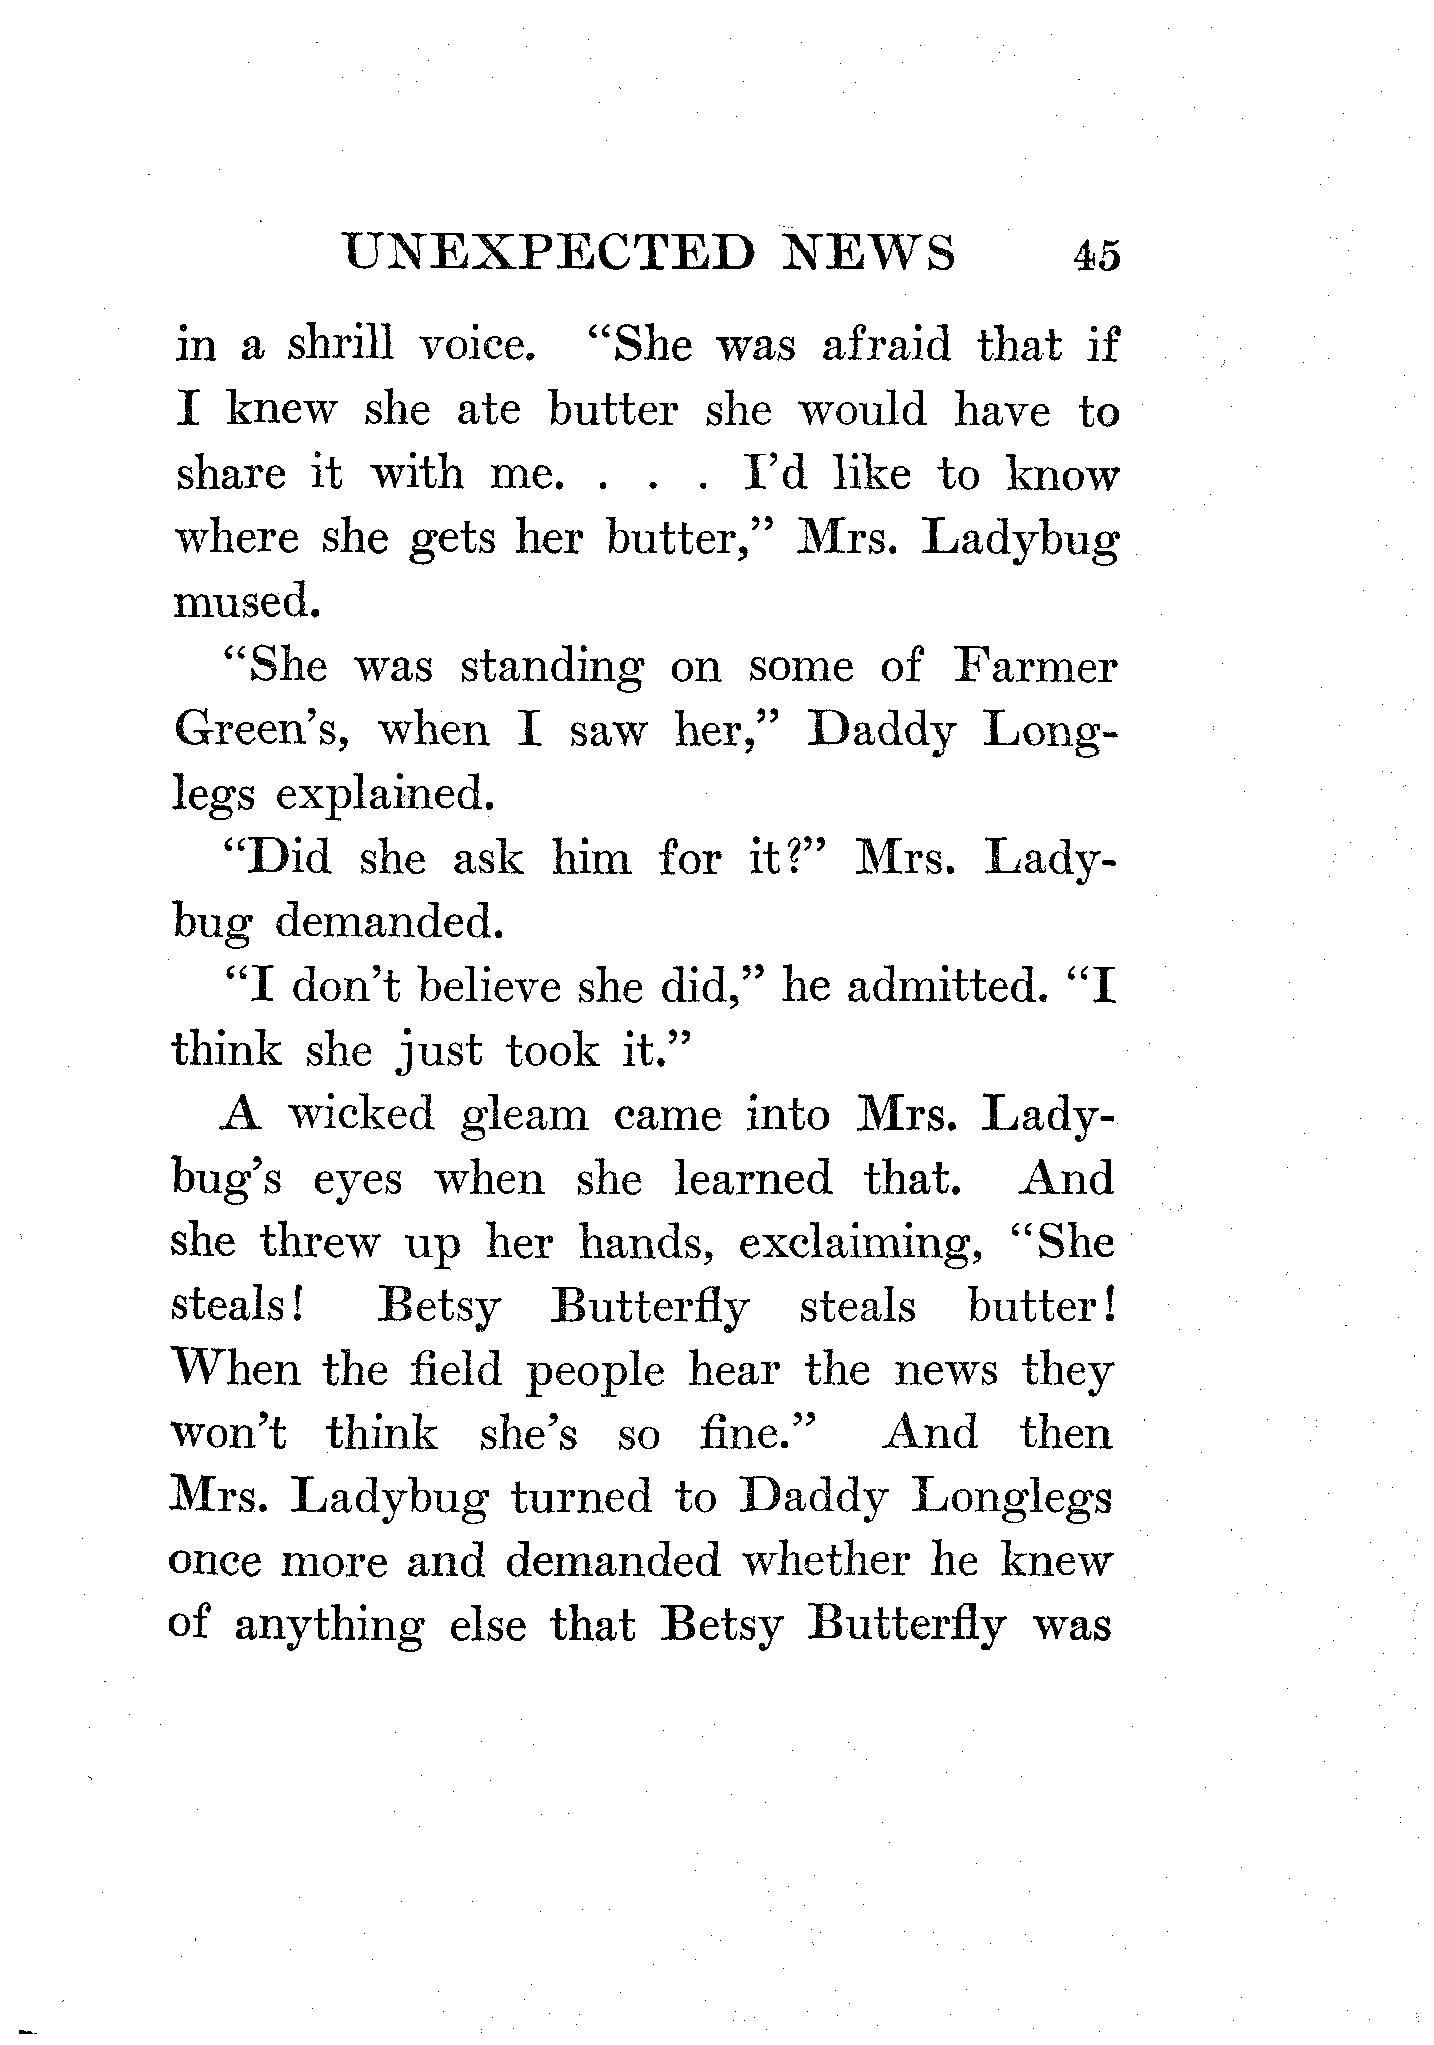 UNEXPECTED NEWS 45
in a shrill voice. “She was afraid that if
I knew she ate butter she would have to
share it with me. . . . I’d like to know
where she gets her butter,” Mrs. Ladybug
mused.
“She was standing on some of Farmer
Green’s, when I saw her,” Daddy Long-
legs explained.
“Did she ask him for it?” Mrs. Lady-
bug demanded.
“I don’t believe she did,” he admitted. “I
think she just took it.”
A wicked gleam came into Mrs. Lady-
bug’s eyes when she learned that. And
she threw up her hands, exclaiming, “She
steals! Betsy Butterfly steals butter!
When the field people hear the news they
won’t think she’s so fine.” And then
Mrs. Ladybug turned to Daddy Longlegs
once more and demanded whether he knew
of anything else that Betsy Butterfly was